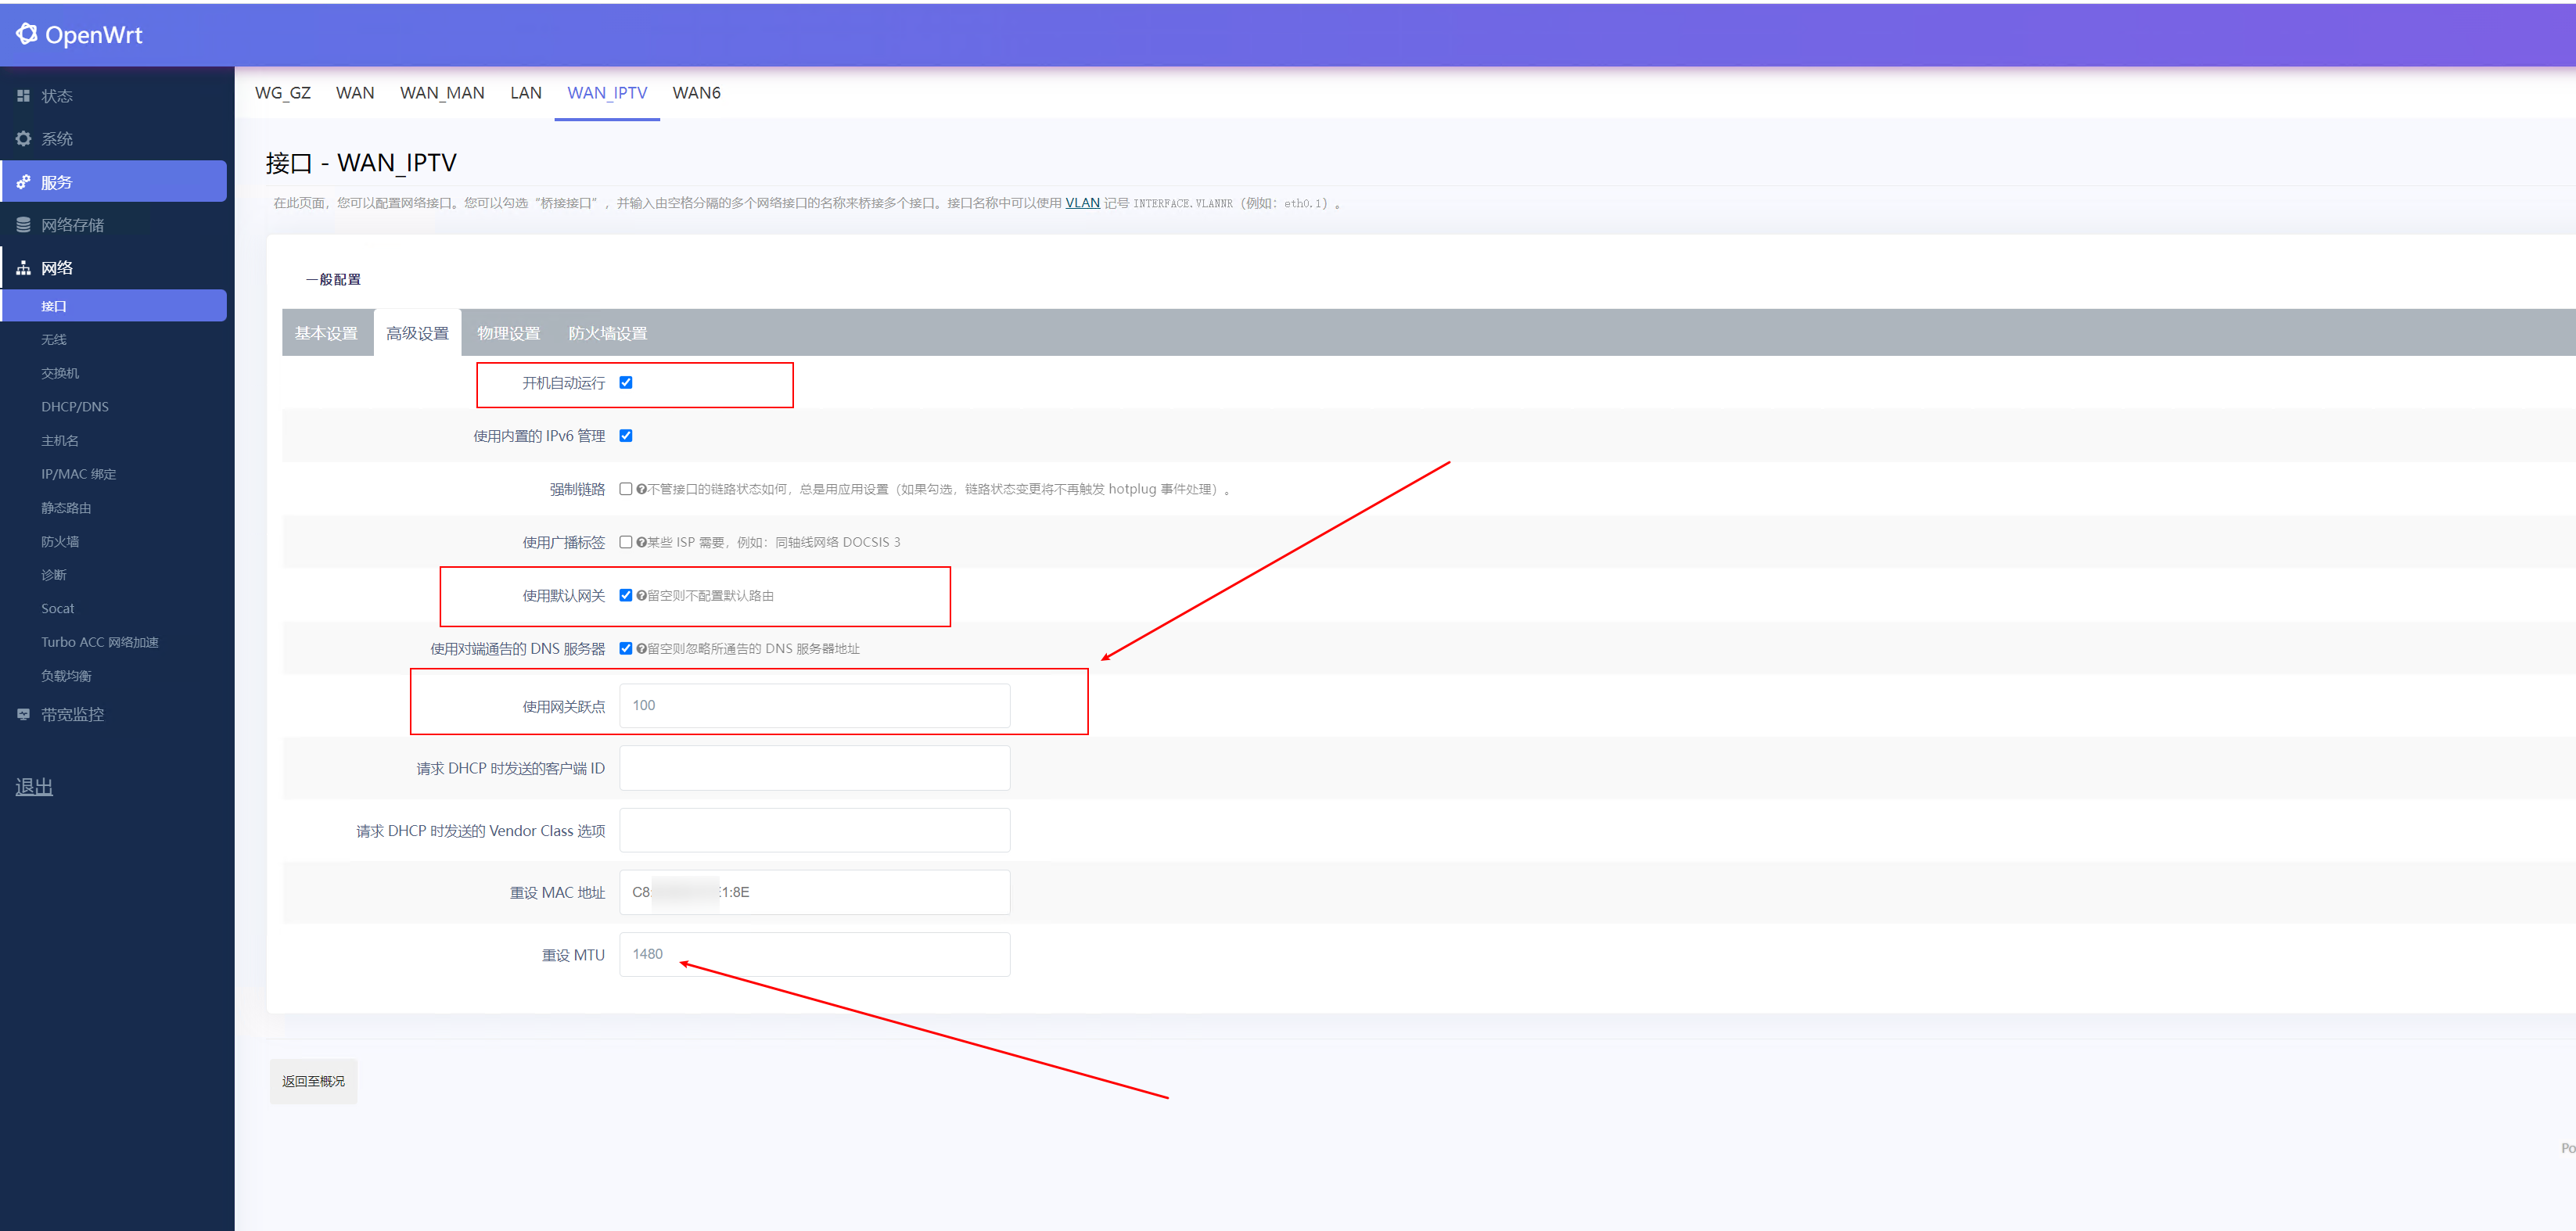 OpenWrt
状态
系统
服务
网络存储
网络
接口
无线
交换机
DHCP/DNS
主机名
IP/MAC 绑定
静态路由
防火墙
诊断
Socat
Turbo ACC 网络加速
负载均衡
带宽监控
退出
WG_GZ WAN WAN_MAN LAN WAN_IPTV WAN6
接口 - WAN_IPTV
在此页面，您可以配置网络接口。您可以勾选“桥接接口”，并输入由空格分隔的多个网络接口的名称来桥接多个接口。接口名称中可以使用 VLAN 记号 INTERFACE.VLANNR（例如：eth0.1）。
一般配置
基本设置 高级设置 物理设置 防火墙设置
开机自动运行
使用内置的 IPv6 管理
强制链路 不管接口的链路状态如何，总是用应用设置（如果勾选，链路状态变更将不再触发 hotplug 事件处理）。
使用广播标签 某些 ISP 需要，例如：同轴线网络 DOCSIS 3
使用默认网关 留空则不配置默认路由
使用对端通告的 DNS 服务器 留空则忽略所通告的 DNS 服务器地址
使用网关跃点 100
请求 DHCP 时发送的客户端 ID
请求 DHCP 时发送的 Vendor Class 选项
重设 MAC 地址 C8 1:8E
重设 MTU 1480
返回至概况
Po